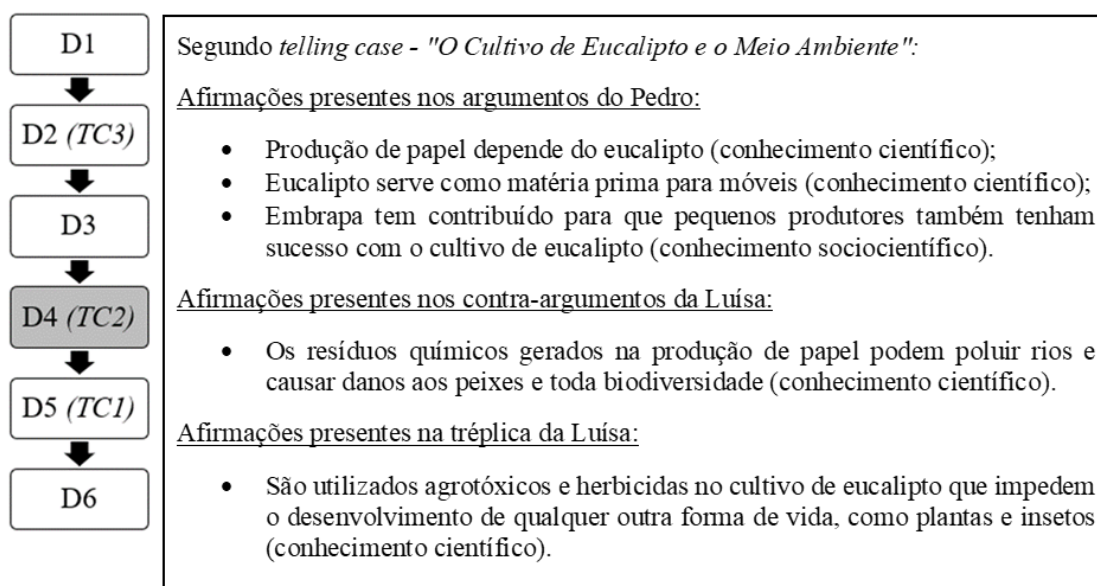 D1
D2 (TC3)
D3
D4 (TC2)
D5 (TC1)
D6
Segundo telling case - "O Cultivo de Eucalipto e o Meio Ambiente":
Afirmações presentes nos argumentos do Pedro:
• Produção de papel depende do eucalipto (conhecimento científico);
• Eucalipto serve como matéria prima para móveis (conhecimento científico);
• Embrapa tem contribuído para que pequenos produtores também tenham
sucesso com o cultivo de eucalipto (conhecimento sociocientífico).
Afirmações presentes nos contra-argumentos da Luísa:
• Os resíduos químicos gerados na produção de papel podem poluir rios e
causar danos aos peixes e toda biodiversidade (conhecimento científico).
Afirmações presentes na tréplica da Luísa:
• São utilizados agrotóxicos e herbicidas no cultivo de eucalipto que impedem
o desenvolvimento de qualquer outra forma de vida, como plantas e insetos
(conhecimento científico).